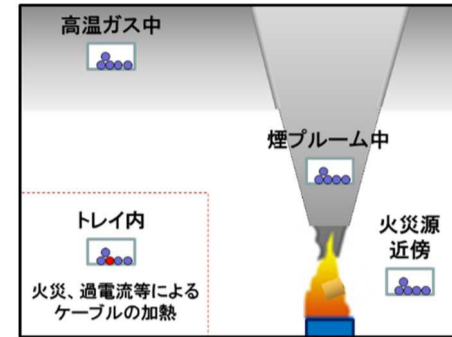 高温ガス中
煙プルーム中
トレイ内
火災、過電流等による
ケーブルの加熱
火災源
近傍